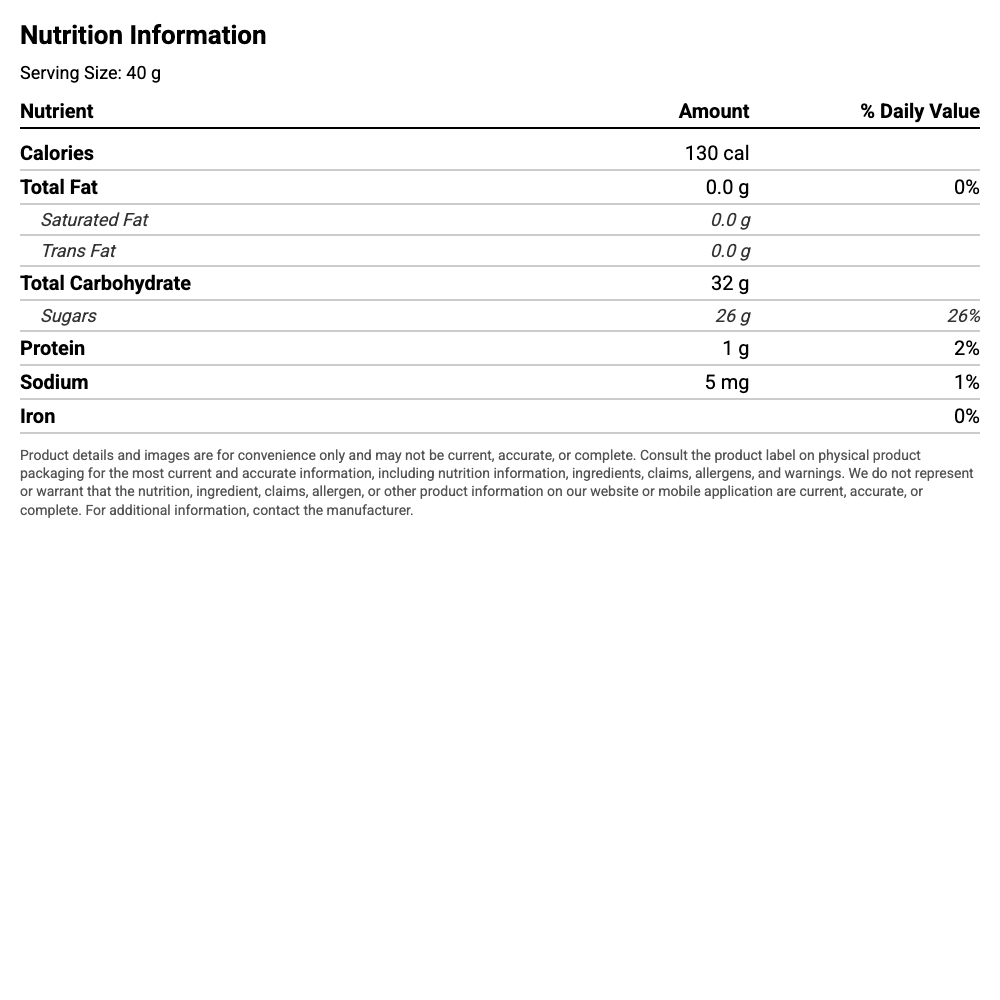 Nutrition Information
Serving Size: 40 g
Nutrient Amount % Daily Value
Calories 130 cal
Total Fat 0.0 g 0%
Saturated Fat 0.0 g
Trans Fat 0.0 g
Total Carbohydrate 32 g
Sugars 26 g 26%
Protein 1 g 2%
Sodium 5 mg 1%
Iron 0%
Product details and images are for convenience only and may not be current, accurate, or complete. Consult the product label on physical product
packaging for the most current and accurate information, including nutrition information, ingredients, claims, allergens, and warnings. We do not represent
or warrant that the nutrition, ingredient, claims, allergen, or other product information on our website or mobile application are current, accurate, or
complete. For additional information, contact the manufacturer.